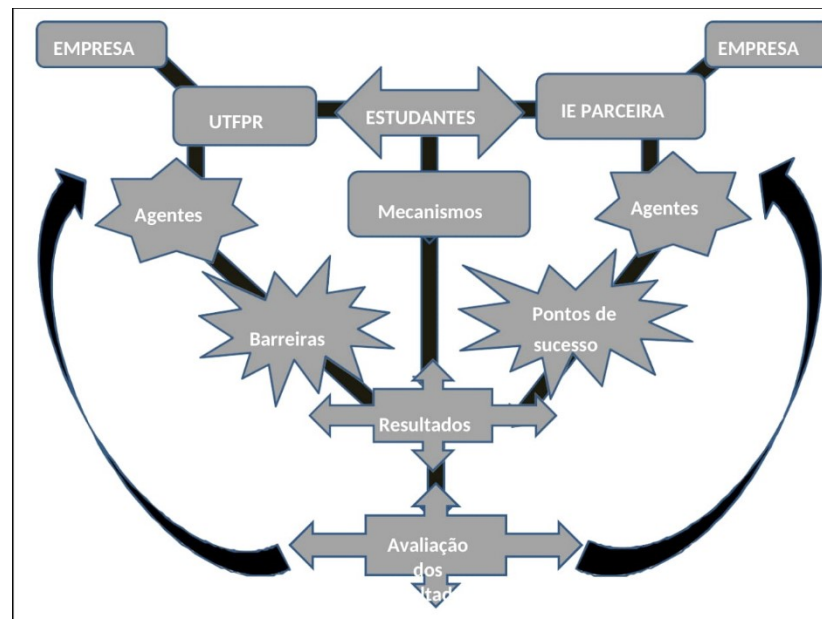 EMPRESA
EMPRESA
UTFPR
ESTUDANTES
IE PARCEIRA
Agentes
Mecanismos
Agentes
Barreiras
Pontos de
sucesso
Resultados
Avaliação
dos